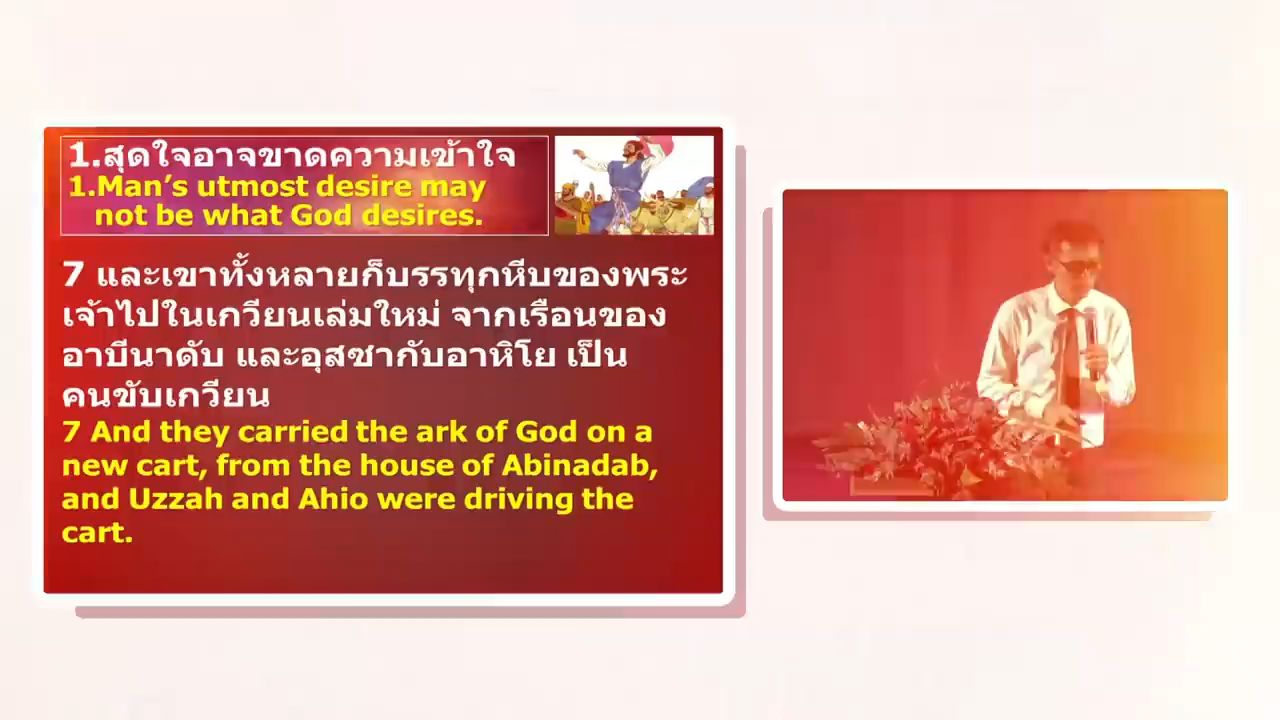 1.สุดใจอาจขาดความเข้าใจ
1.Man's utmost desire may
not be what God desires.
7 และเขาทั้งหลายก็บรรทุกหีบของพระ
เจ้าไปในเกวียนเล่มใหม่ จากเรือนของ
อาบีนาดับ และอุสซากับอาหิโย เป็น
คนขับเกวียน
7 And they carried the ark of God on a
new cart, from the house of Abinadab,
and Uzzah and Ahio were driving the
cart.